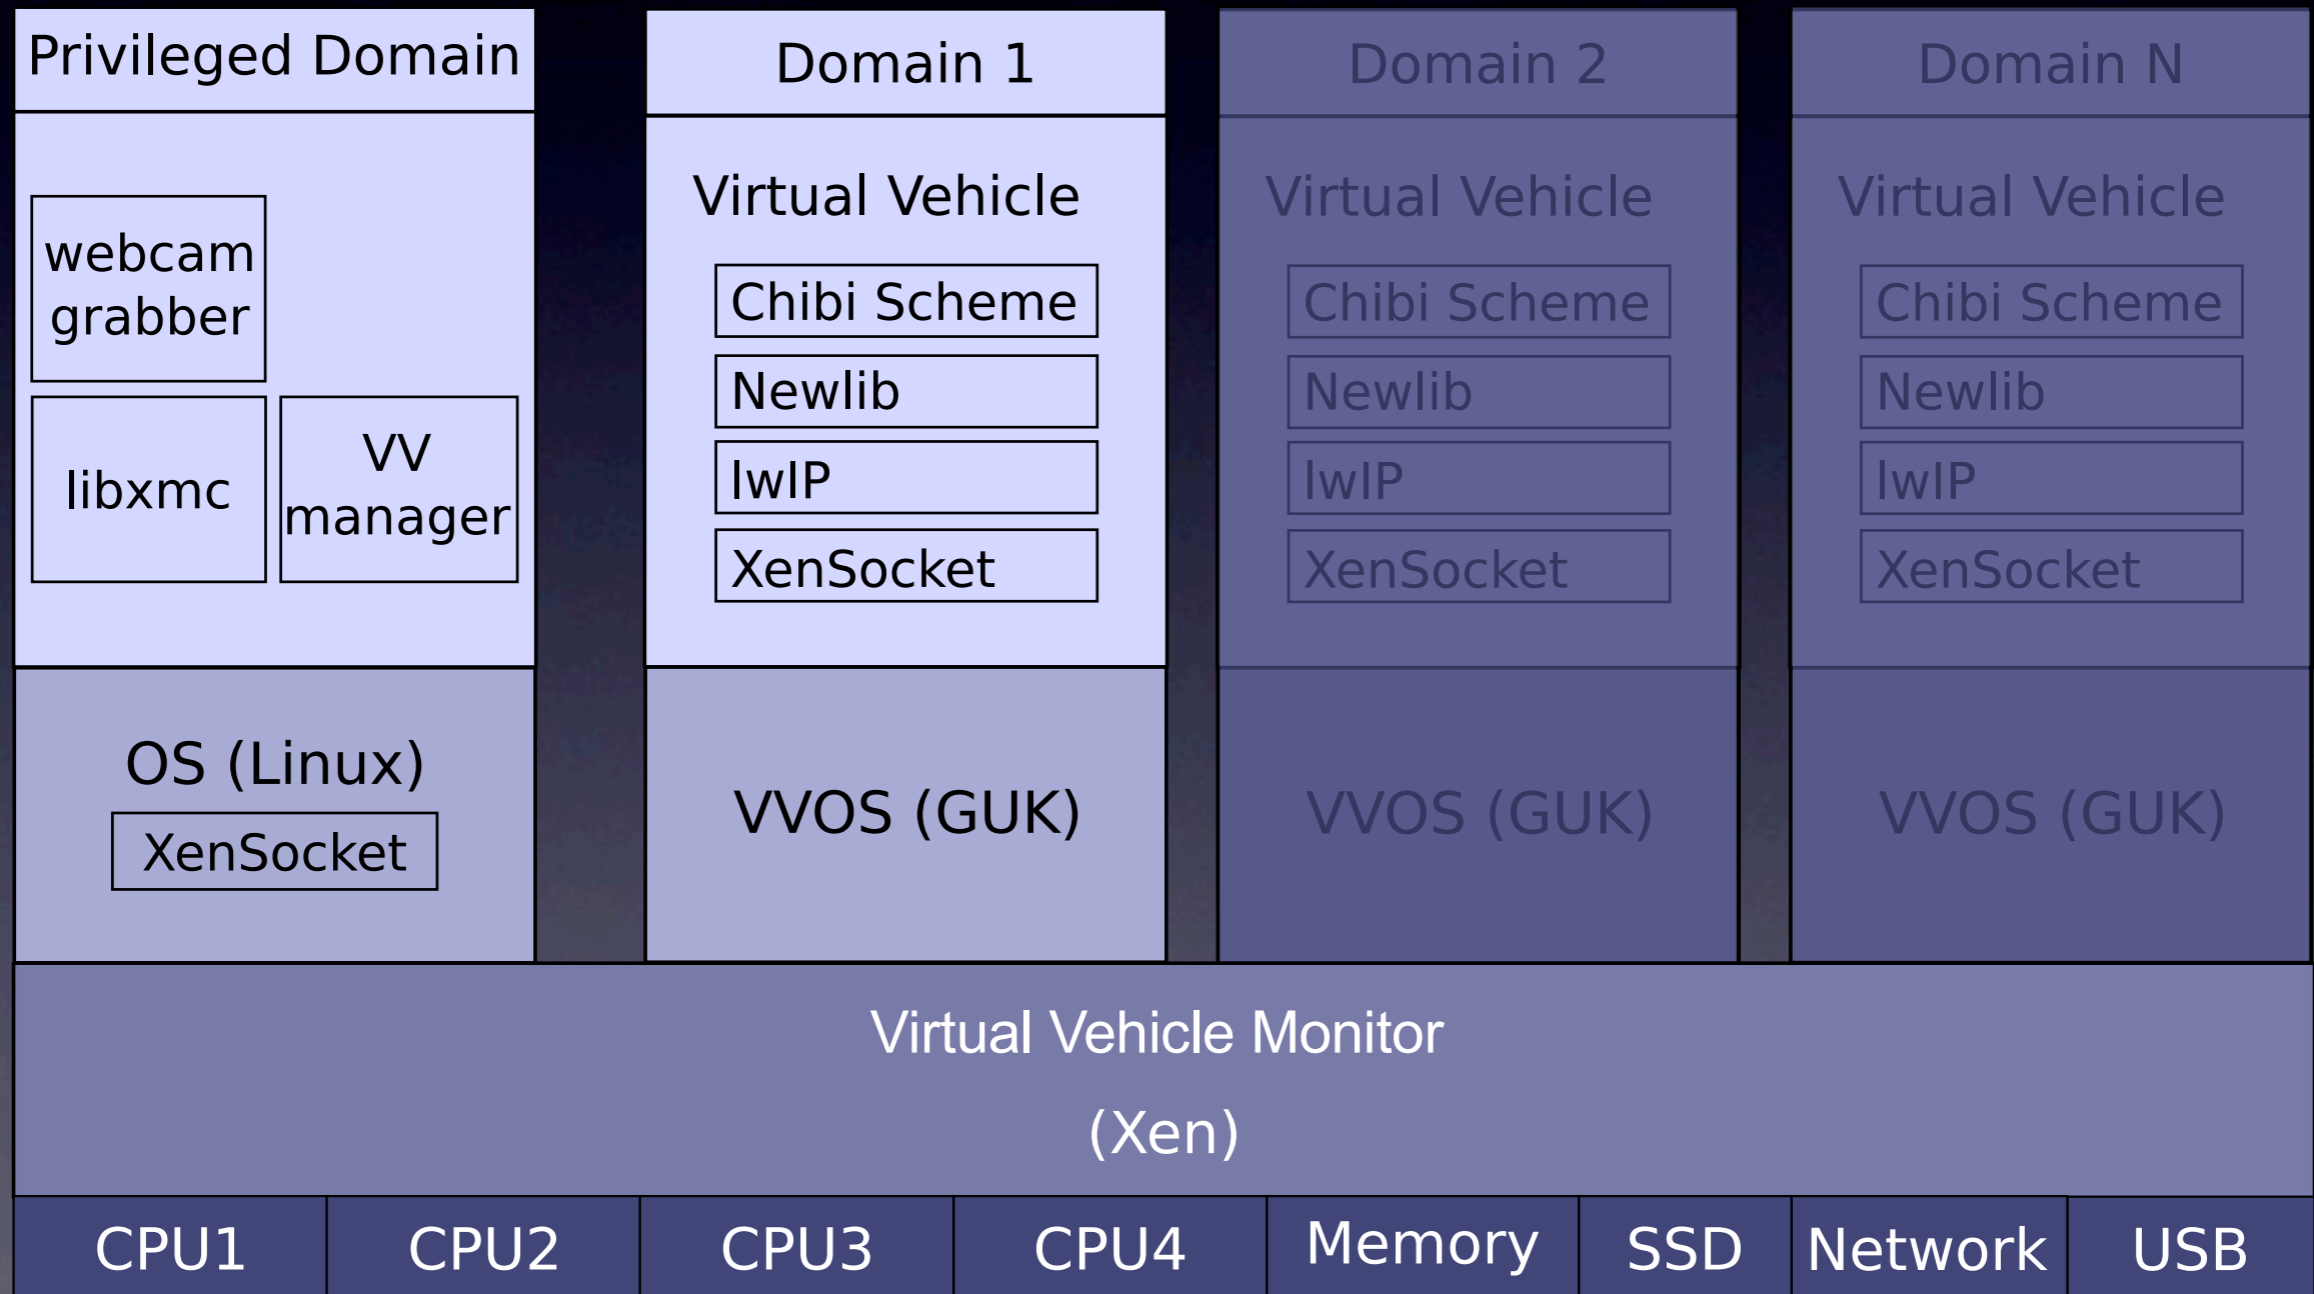 Privileged Domain
webcam
grabber
libxmc
VV
manager
OS (Linux)
XenSocket
Domain 1
Virtual Vehicle
Chibi Scheme
Newlib
lwIP
XenSocket
VVOS (GUK)
Domain 2
Virtual Vehicle
Chibi Scheme
Newlib
lwIP
XenSocket
VVOS (GUK)
Domain N
Virtual Vehicle
Chibi Scheme
Newlib
lwIP
XenSocket
VVOS (GUK)
Virtual Vehicle Monitor
(Xen)
CPU1 CPU2 CPU3 CPU4 Memory SSD Network USB